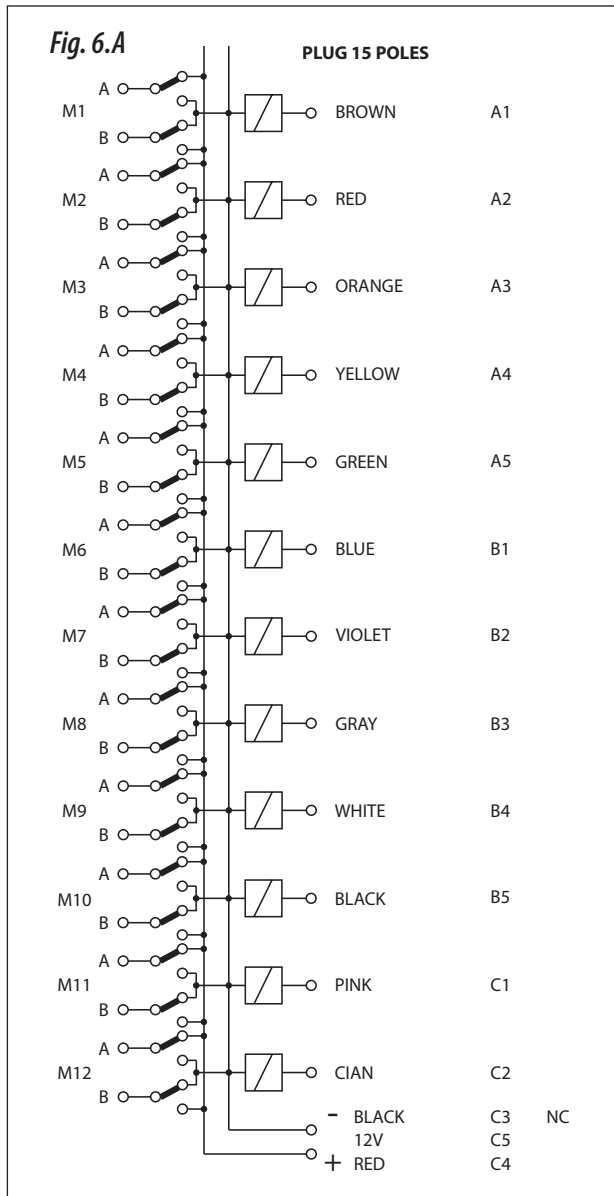 Fig. 6.A
PLUG 15 POLES
A
M1 BROWN A1
B
A
M2 RED A2
B
A
M3 ORANGE A3
B
A
M4 YELLOW A4
B
A
M5 GREEN A5
B
A
M6 BLUE B1
B
A
M7 VIOLET B2
B
A
M8 GRAY B3
B
A
M9 WHITE B4
B
A
M10 BLACK B5
B
A
M11 PINK C1
B
A
M12 CIAN C2
B
- BLACK C3 NC
12V C5
+ RED C4